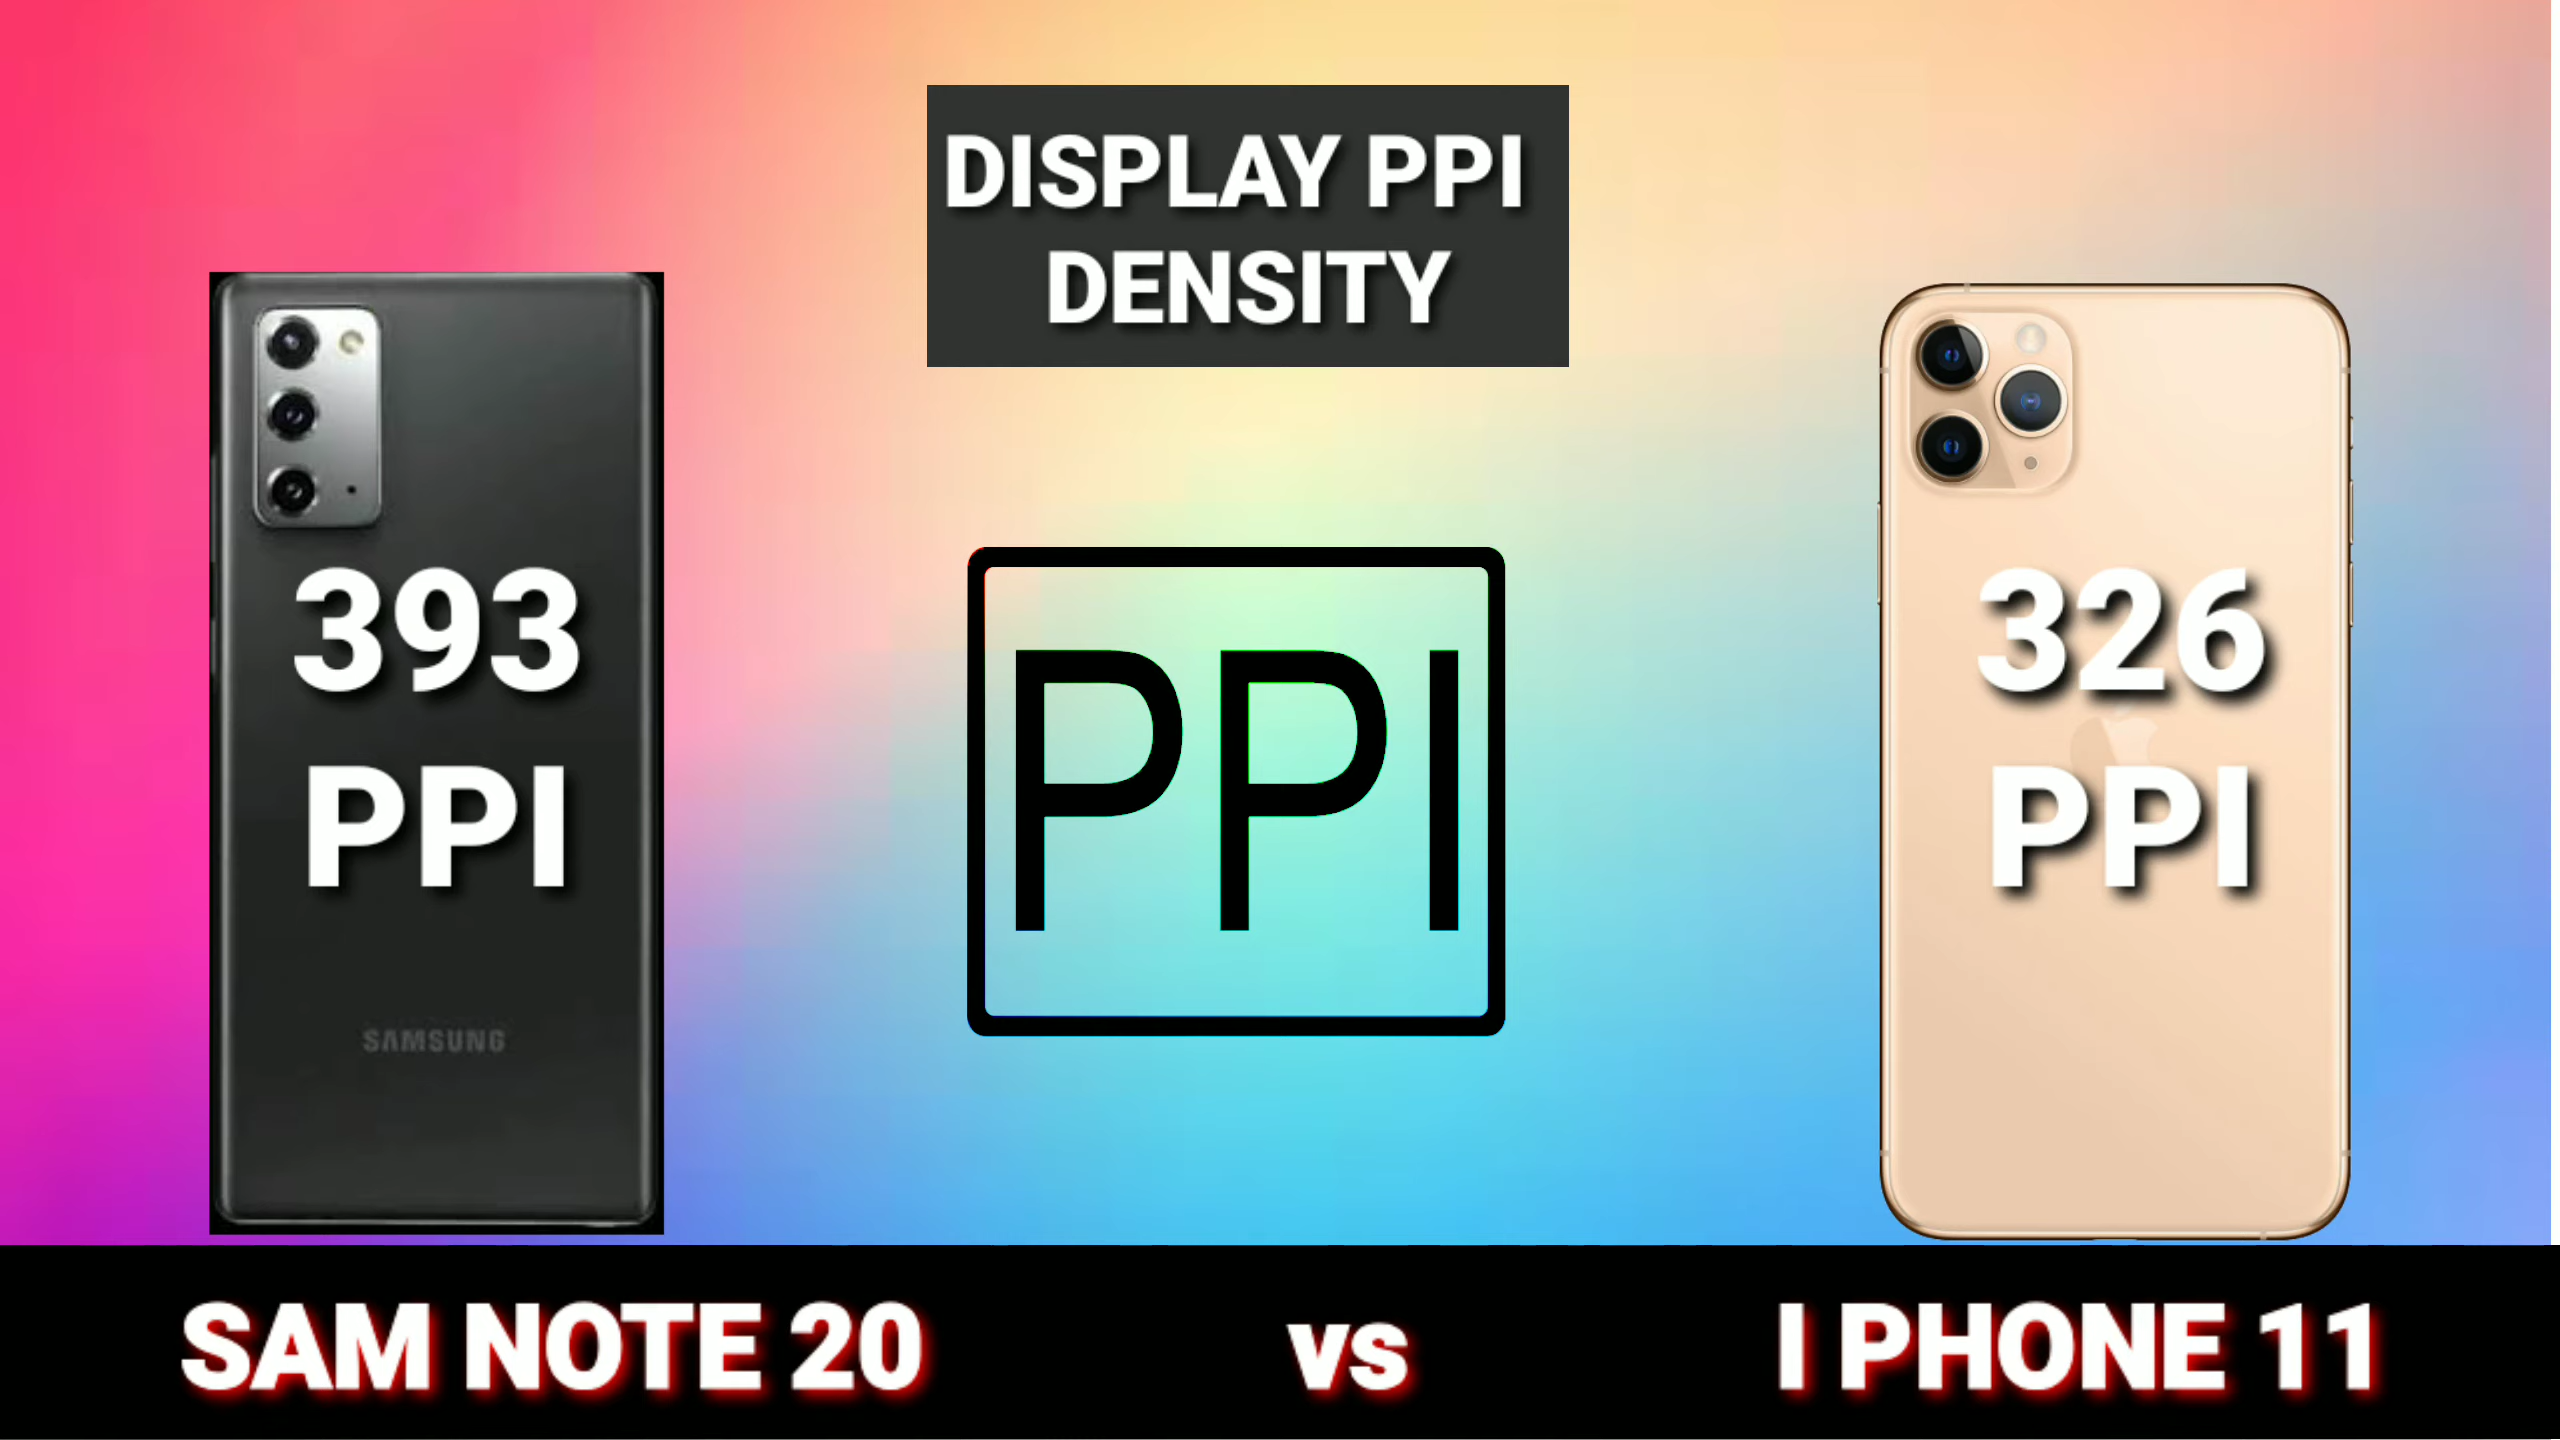 DISPLAY PPI
DENSITY
393
PPI
SAMSUNG
PPI
326
PPI
SAM NOTE 20
vs
I PHONE 11